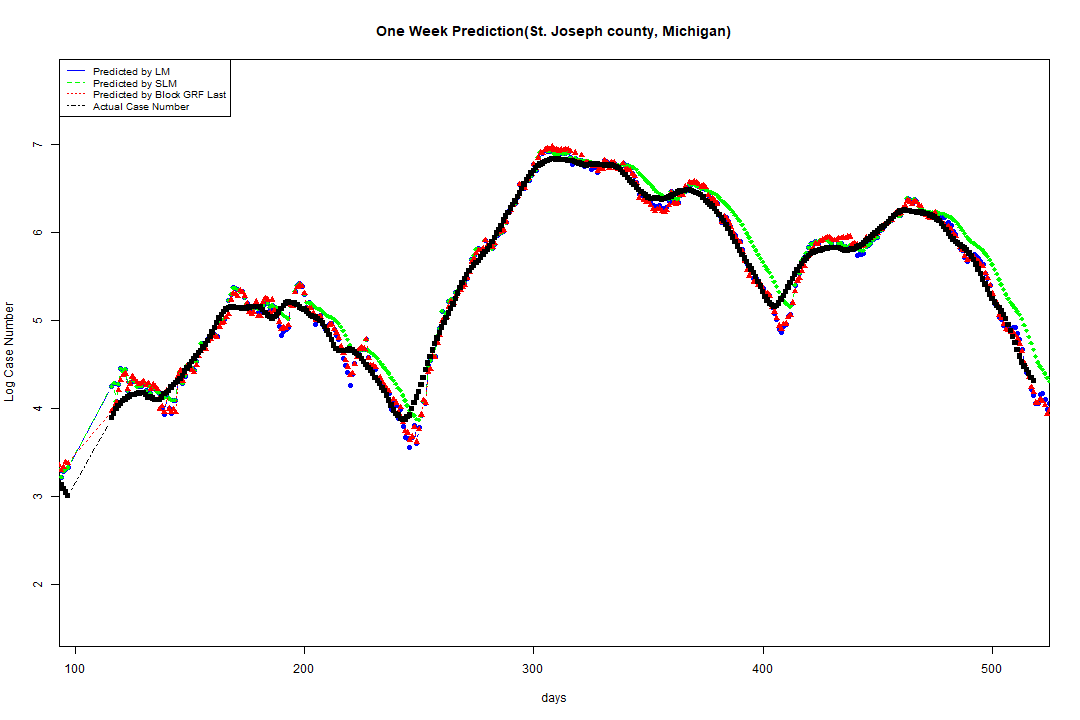 One Week Prediction(St. Joseph county, Michigan)
Predicted by LM
Predicted by SLM
Predicted by Block GRF Last
Actual Case Number
7
6
5
4
3
2
Log Case Number
100 200 300 400 500
days